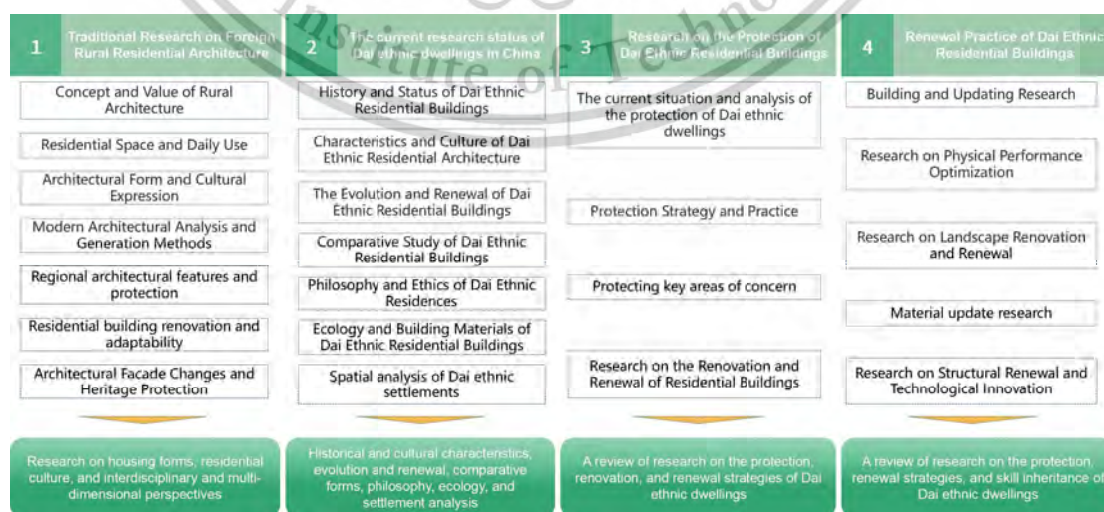 Institute of Techno
1
Traditional Research on Foreign
Rural Residential Architecture
Concept and Value of Rural
Architecture
Residential Space and Daily Use
Architectural Form and Cultural
Expression
Modern Architectural Analysis and
Generation Methods
Regional architectural features and
protection
Residential building renovation and
adaptability
Architectural Facade Changes and
Heritage Protection
Research on housing forms, residential
culture, and interdisciplinary and multi-
dimensional perspectives
2
The current research status of
Dai ethnic dwellings in China
History and Status of Dai Ethnic
Residential Buildings
Characteristics and Culture of Dai
Ethnic Residential Architecture
The Evolution and Renewal of Dai
Ethnic Residential Buildings
Comparative Study of Dai Ethnic
Residential Buildings
Philosophy and Ethics of Dai Ethnic
Residences
Ecology and Building Materials of
Dai Ethnic Residential Buildings
Spatial analysis of Dai ethnic
settlements
Historical and cultural characteristics,
evolution and renewal, comparative
forms, philosophy, ecology, and
settlement analysis
3
Research on the Protection of
Dai Ethnic Residential Buildings
The current situation and analysis of
the protection of Dai ethnic
dwellings
Protection Strategy and Practice
Protecting key areas of concern
Research on the Renovation and
Renewal of Residential Buildings
A review of research on the protection,
renovation, and renewal strategies of Dai
ethnic dwellings
4
Renewal Practice of Dai Ethnic
Residential Buildings
Building and Updating Research
Research on Physical Performance
Optimization
Research on Landscape Renovation
and Renewal
Material update research
Research on Structural Renewal and
Technological Innovation
A review of research on the protection,
renewal strategies, and skill inheritance of
Dai ethnic dwellings